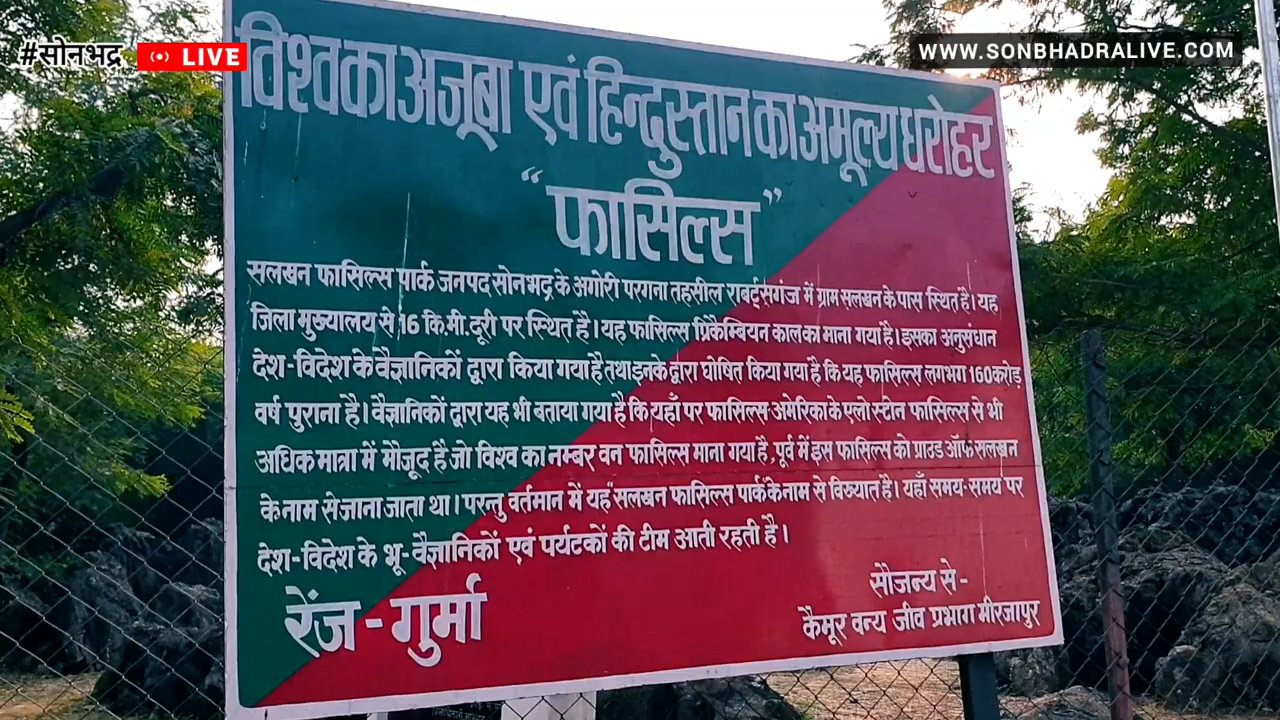 #सोनभद्र LIVE
WWW.SONBHADRALIVE.COM
विश्व का अजूबा एवं हिन्दुस्तान का अमूल्य धरोहर
“फासिल्स”
सलखन फासिल्स पार्क जनपद सोनभद्र के अगोरी परगना तहसील राबर्ट्सगंज में ग्राम सलखन के पास स्थित है। यह
जिला मुख्यालय से 16 कि.मी. दूरी पर स्थित है। यह फासिल्स प्रिकैम्बियन काल का माना गया है। इसका अनुसंधान
देश-विदेश के वैज्ञानिकों द्वारा किया गया है तथा इनके द्वारा घोषित किया गया है कि यह फासिल्स लगभग 160 करोड़
वर्ष पुराना है। वैज्ञानिकों द्वारा यह भी बताया गया है कि यहाँ पर फासिल्स अमेरिका के एलो स्टोन फासिल्स से भी
अधिक मात्रा में मौजूद है जो विश्व का नम्बर वन फासिल्स माना गया है, पूर्व में इस फासिल्स को प्राउड ऑफ सलखन
के नाम से जाना जाता था। परन्तु वर्तमान में यह "सलखन फासिल्स पार्क" के नाम से विख्यात है। यहाँ समय-समय पर
देश-विदेश के भू-वैज्ञानिकों एवं पर्यटकों की टीम आती रहती है।
रेंज - गुर्मा
सौजन्य से -
कैमूर वन्य जीव प्रभाग मीरजापुर